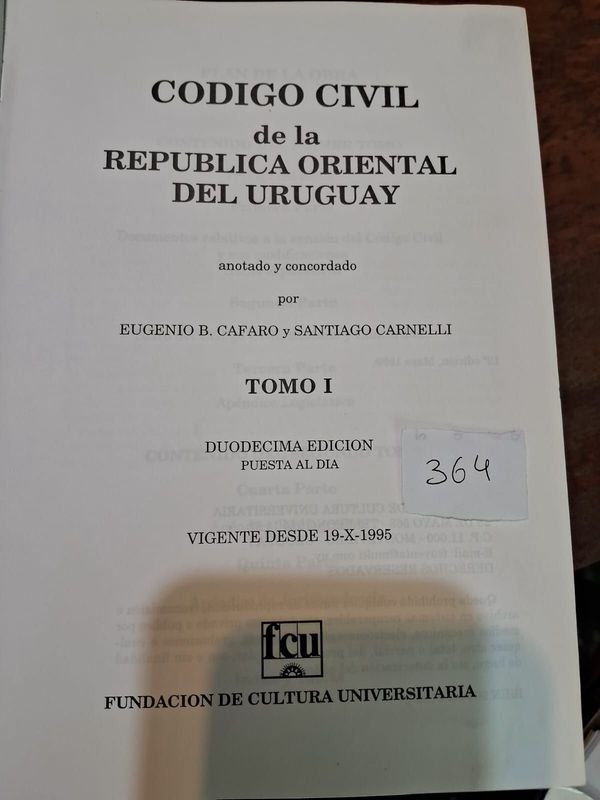 CODIGO CIVIL
de la
REPUBLICA ORIENTAL
DEL URUGUAY
anotado y concordado
por
EUGENIO B. CAFARO y SANTIAGO CARNELLI
TOMO I
DUODECIMA EDICION
PUESTA AL DIA
364
VIGENTE DESDE 19-X-1995
fcu
FUNDACION DE CULTURA UNIVERSITARIA